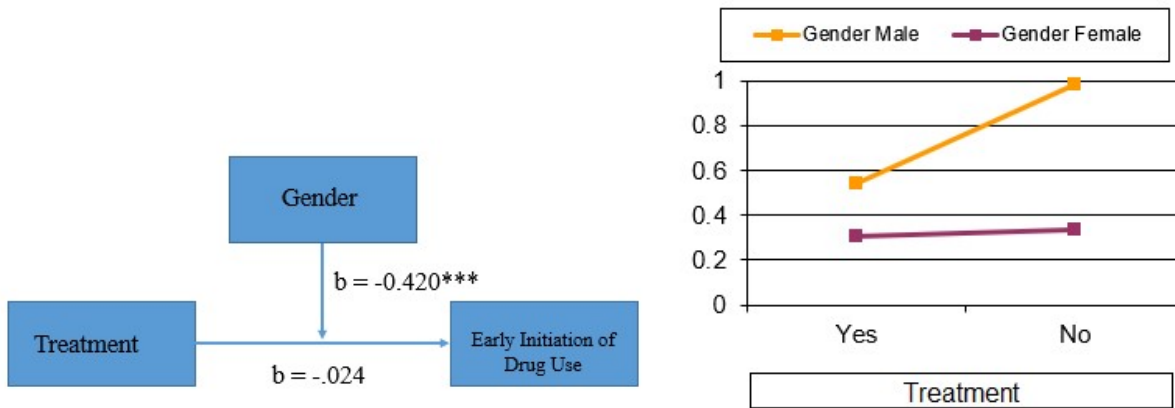 Gender
b = -0.420***
Treatment
Early Initiation of
Drug Use
b = -.024
Gender Male
Gender Female
1
0.8
0.6
0.4
0.2
0
Yes
No
Treatment